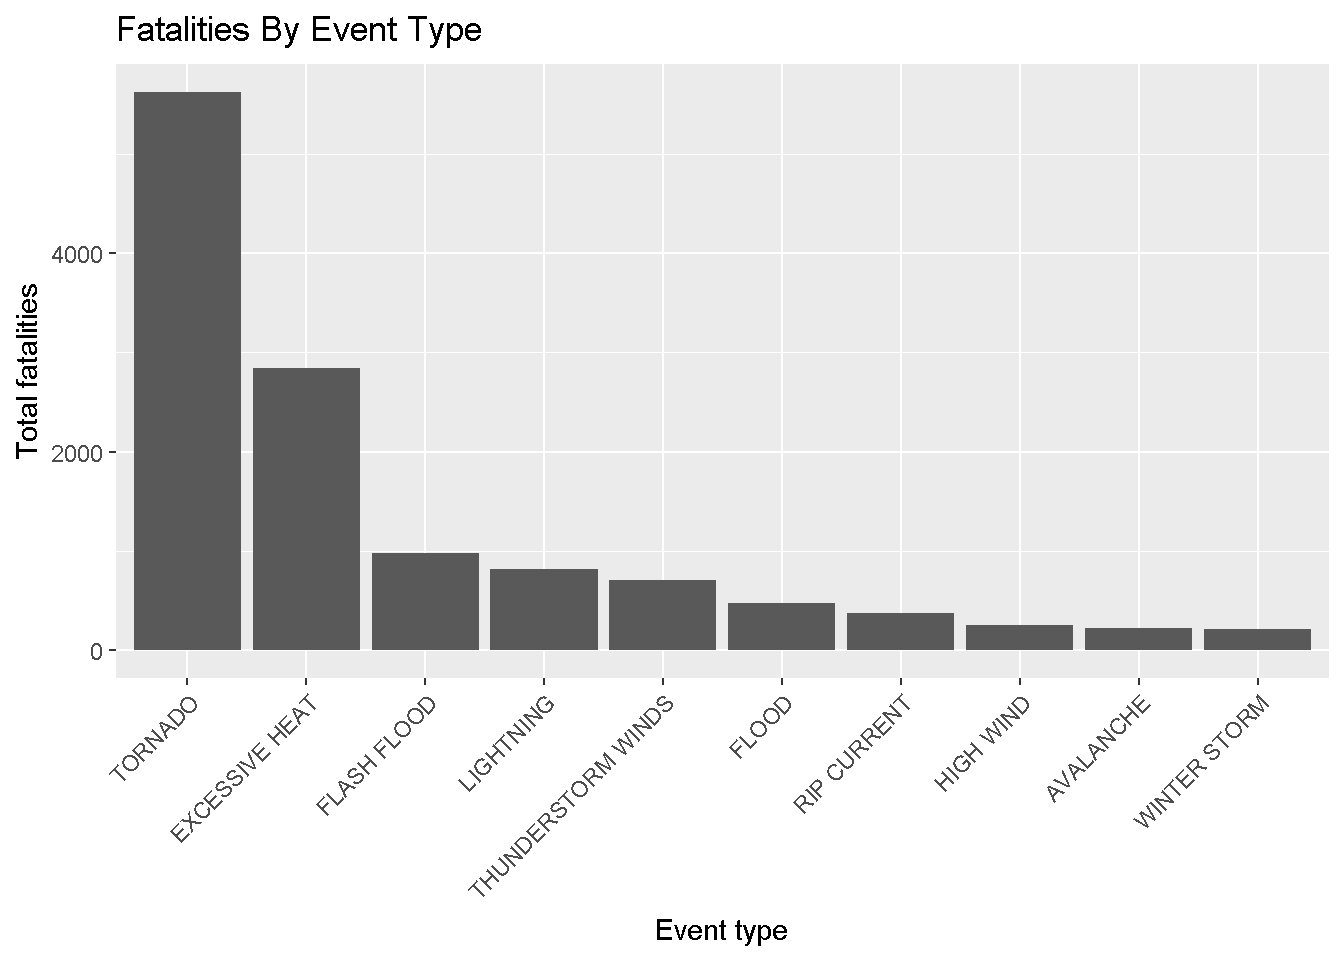 Fatalities By Event Type
Total fatalities
4000
2000
0
TORNADO
EXCESSIVE HEAT
FLASH FLOOD
LIGHTNING
THUNDERSTORM WINDS
FLOOD
RIP CURRENT
HIGH WIND
AVALANCHE
WINTER STORM
Event type